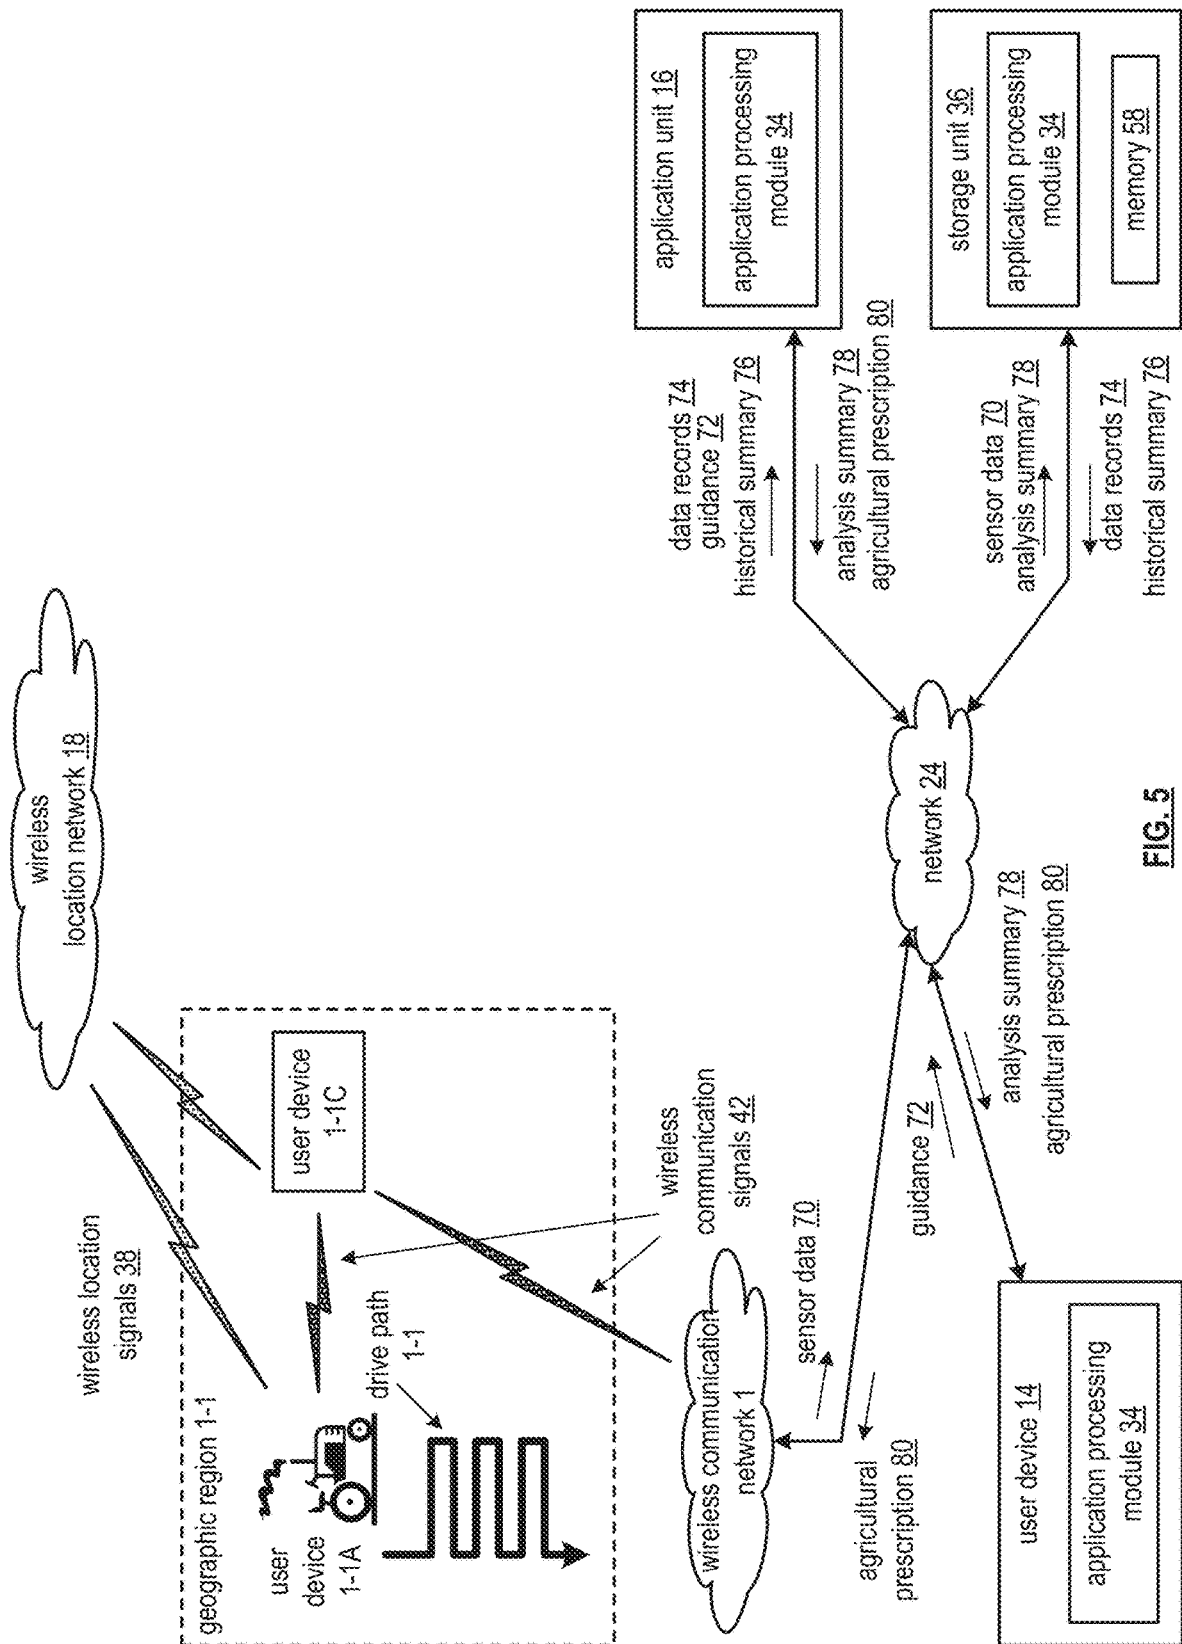 wireless
location network 18
wireless location
signals 38
geographic region 1-1
user device
1-1C
user
device
1-1A
drive path
1-1
wireless
communication
signals 42
wireless communication
network 1
sensor data 70
agricultural
prescription 80
network 24
guidance 72
analysis summary 78
agricultural prescription 80
user device 14
application processing
module 34
data records 74
guidance 72
historical summary 76
analysis summary 78
agricultural prescription 80
application unit 16
application processing
module 34
sensor data 70
analysis summary 78
data records 74
historical summary 76
storage unit 36
application processing
module 34
memory 58
FIG. 5